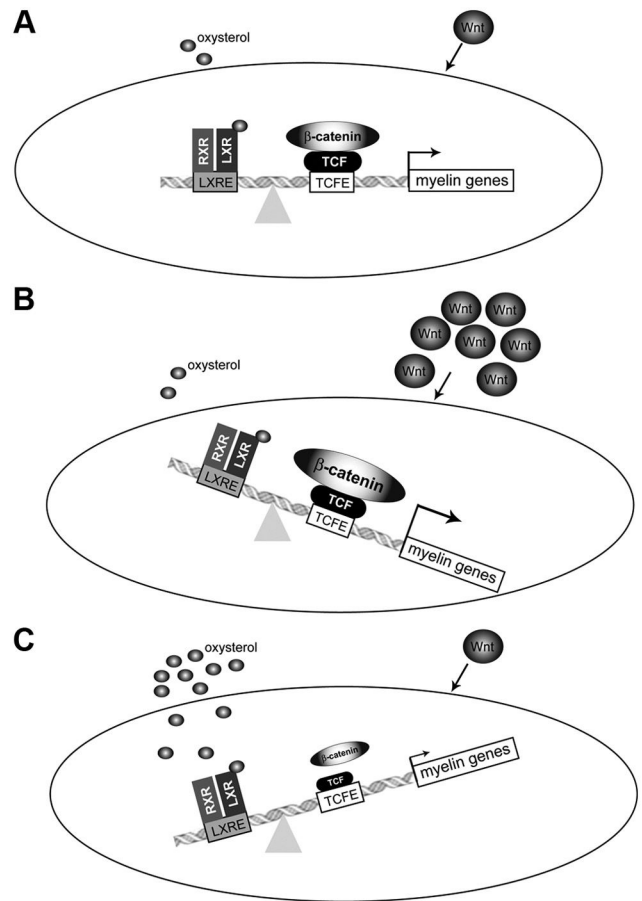 A
oxysterol
Wnt
RXR
LXR
β-catenin
TCF
LXRE
TCFE
myelin genes
B
oxysterol
Wnt
Wnt
Wnt
Wnt
Wnt
Wnt
Wnt
RXR
LXR
β-catenin
LXRE
TCF
TCFE
myelin genes
C
oxysterol
Wnt
β-catenin
myelin genes
RXR
LXR
TCF
TCFE
LXRE